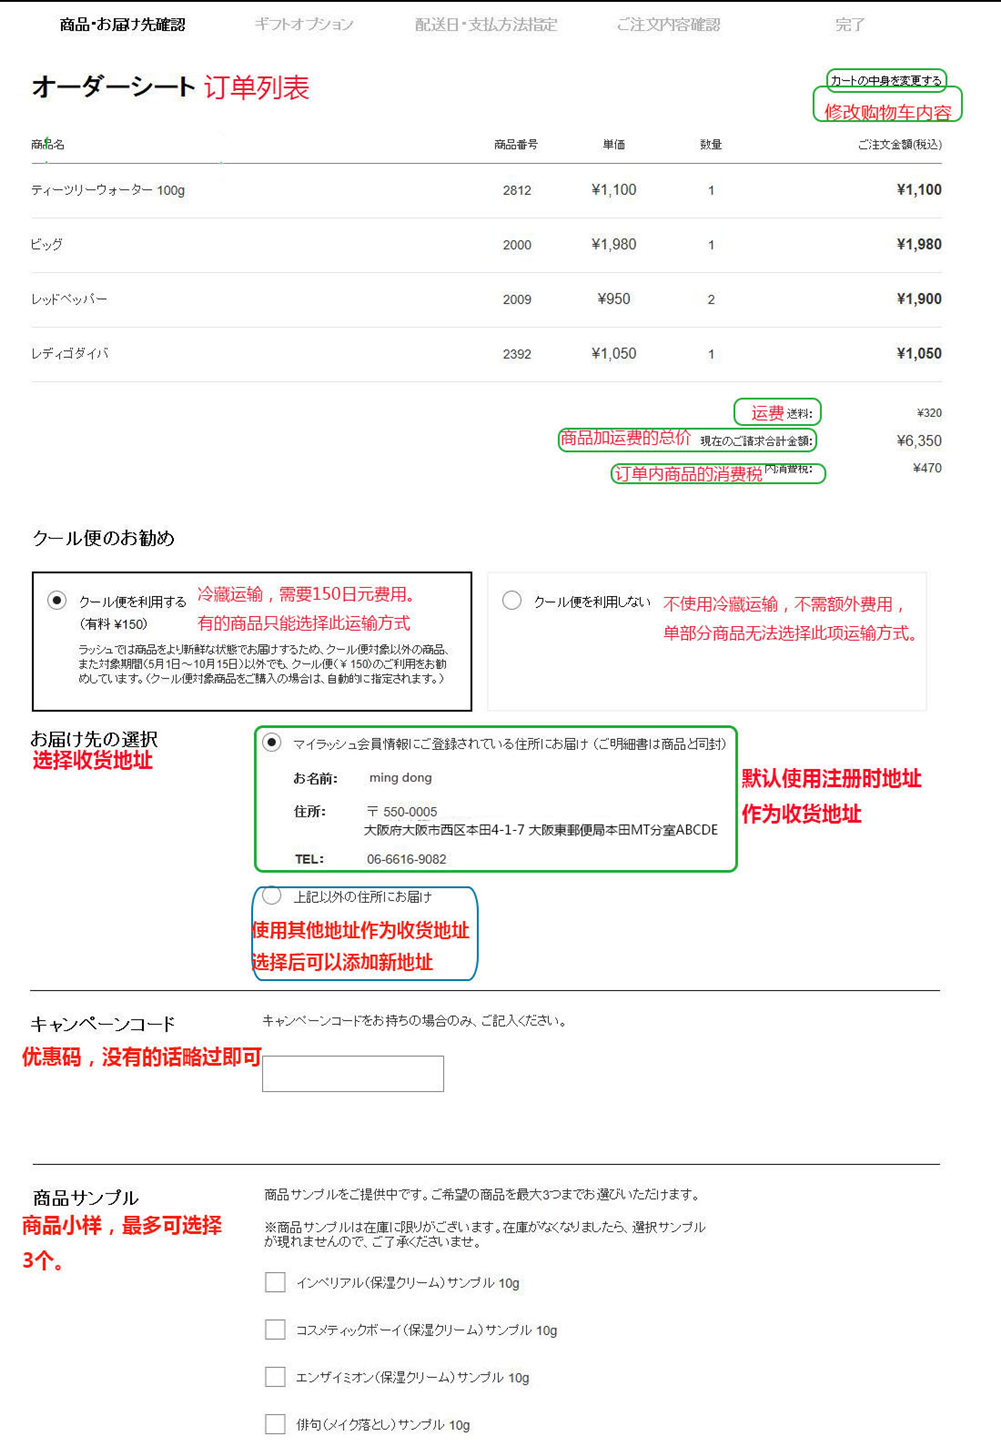 商品・お届け先確認 ギフトオプション 配送日・支払方法指定 ご注文内容確認 完了
オーダーシート 订单列表
カートの中身を変更する
修改购物车内容
商品名 商品番号 単価 数量 ご注文金額(税込)
ティーツリーウォーター 100g 2812 ¥1,100 1 ¥1,100
ビッグ 2000 ¥1,980 1 ¥1,980
レッドペッパー 2009 ¥950 2 ¥1,900
レディゴダイバ 2392 ¥1,050 1 ¥1,050
运费 送料: ¥320
商品加运费的总价 現在のご請求合計金額: ¥6,350
订单内商品的消费税 内消費税: ¥470
クール便のお勧め
クール便を利用する
(有料 ¥150)
冷藏运输，需要150日元费用。
有的商品只能选择此运输方式
ラッシュでは商品をより新鮮な状態でお届けするため、クール便対象以外の商品、
また対象期間(5月1日～10月15日)以外でも、クール便(¥ 150)のご利用をお勧
めしています。(クール便対象商品をご購入の場合は、自動的に指定されます。)
クール便を利用しない
不使用冷藏运输，不需额外费用，
单部分商品无法选择此项运输方式。
お届け先の選択
选择收货地址
マイラッシュ会員情報にご登録されている住所にお届け (ご明細書は商品と同封)
お名前: ming dong
住所: 〒 550-0005
大阪府大阪市西区本田4-1-7 大阪東郵便局本田MT分室ABCDE
TEL: 06-6616-9082
默认使用注册时地址
作为收货地址
上記以外の住所にお届け
使用其他地址作为收货地址
选择后可以添加新地址
キャンペーンコード
优惠码，没有的话略过即可
キャンペーンコードをお持ちの場合のみ、ご記入ください。
商品サンプル
商品小样，最多可选择
3个。
商品サンプルをご提供中です。ご希望の商品を最大3つまでお選びいただけます。
※商品サンプルは在庫に限りがございます。在庫がなくなりましたら、選択サンプル
が現れませんので、ご了承くださいませ。
インペリアル(保湿クリーム)サンプル 10g
コスメティックボーイ(保湿クリーム)サンプル 10g
エンザイミオン(保湿クリーム)サンプル 10g
俳句(メイク落とし)サンプル 10g